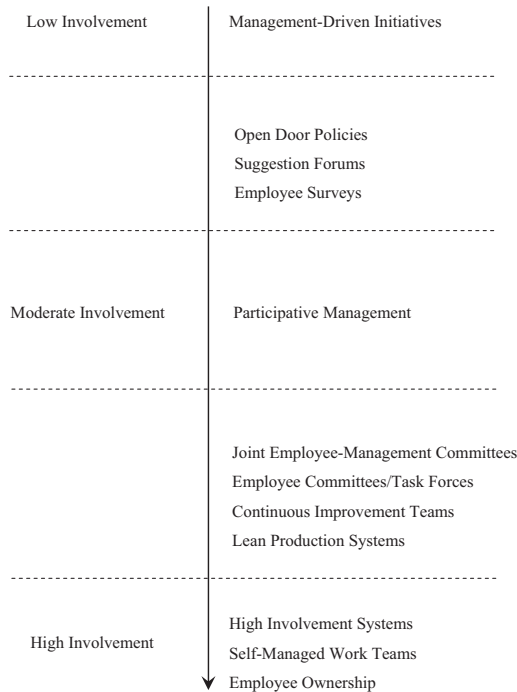 Low Involvement
Management-Driven Initiatives
Open Door Policies
Suggestion Forums
Employee Surveys
Moderate Involvement
Participative Management
Joint Employee-Management Committees
Employee Committees/Task Forces
Continuous Improvement Teams
Lean Production Systems
High Involvement
High Involvement Systems
Self-Managed Work Teams
Employee Ownership